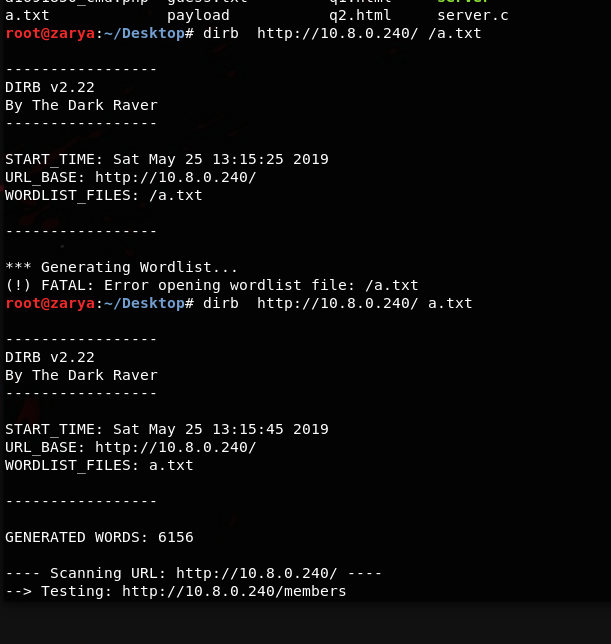 a.txt payload q2.html server.c
root@zarya:~/Desktop# dirb  http://10.8.0.240/ /a.txt
-----------------
DIRB v2.22
By The Dark Raver
-----------------
START_TIME: Sat May 25 13:15:25 2019
URL_BASE: http://10.8.0.240/
WORDLIST_FILES: /a.txt
-----------------
*** Generating Wordlist...
(!) FATAL: Error opening wordlist file: /a.txt
root@zarya:~/Desktop# dirb  http://10.8.0.240/ a.txt
-----------------
DIRB v2.22
By The Dark Raver
-----------------
START_TIME: Sat May 25 13:15:45 2019
URL_BASE: http://10.8.0.240/
WORDLIST_FILES: a.txt
-----------------
GENERATED WORDS: 6156
---- Scanning URL: http://10.8.0.240/ ----
--> Testing: http://10.8.0.240/members